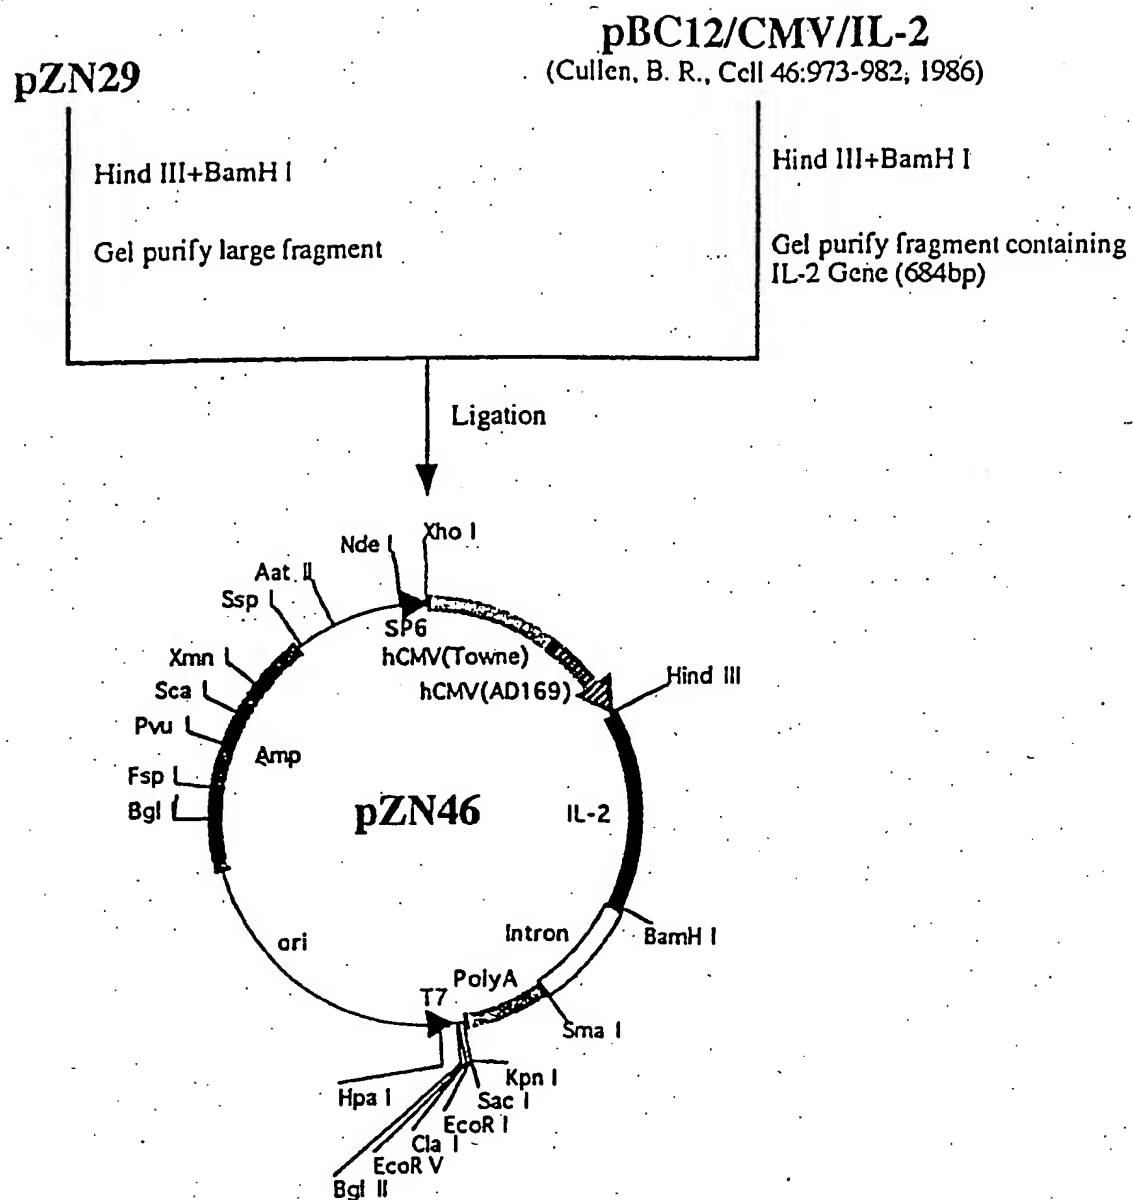 pZN29
pBC12/CMV/IL-2
(Cullen, B. R., Cell 46:973-982; 1986)
Hind III+BamH I
Gel purify large fragment
Hind III+BamH I
Gel purify fragment containing
IL-2 Gene (684bp)
Ligation
Xho I
Nde I
Aat II
Ssp I
Xmn I
Sca I
Pvu I
Fsp I
Bgl I
SP6
hCMV(Towne)
hCMV(AD169)
Hind III
Amp
pZN46
IL-2
ori
Intron
BamH I
PolyA
T7
Sma I
Kpn I
Hpa I
Sac I
EcoR I
Cla I
EcoR V
Bgl II